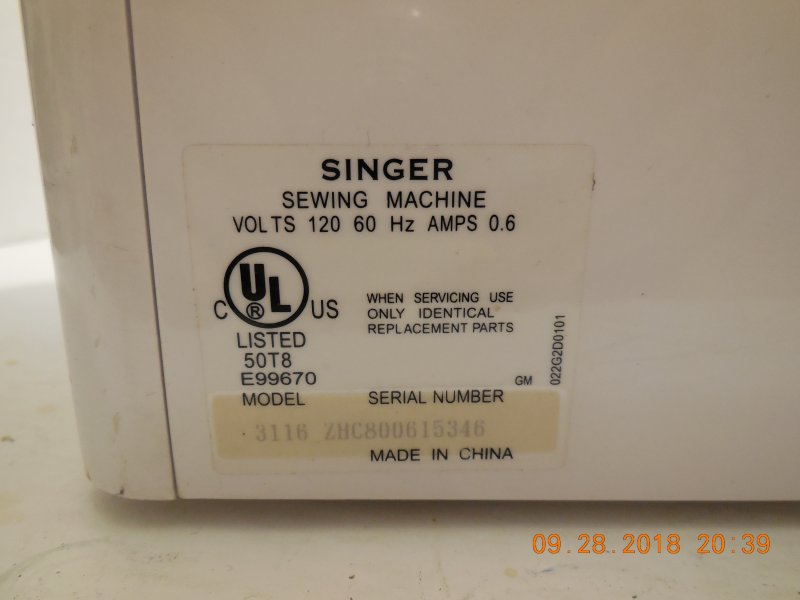 SINGER
SEWING MACHINE
VOLTS 120 60 Hz AMPS 0.6
C UL ® US
LISTED
50T8
E99670
WHEN SERVICING USE
ONLY IDENTICAL
REPLACEMENT PARTS
GM
022G2D0101
MODEL SERIAL NUMBER
3116 ZHC800615346
MADE IN CHINA
09.28.2018 20:39